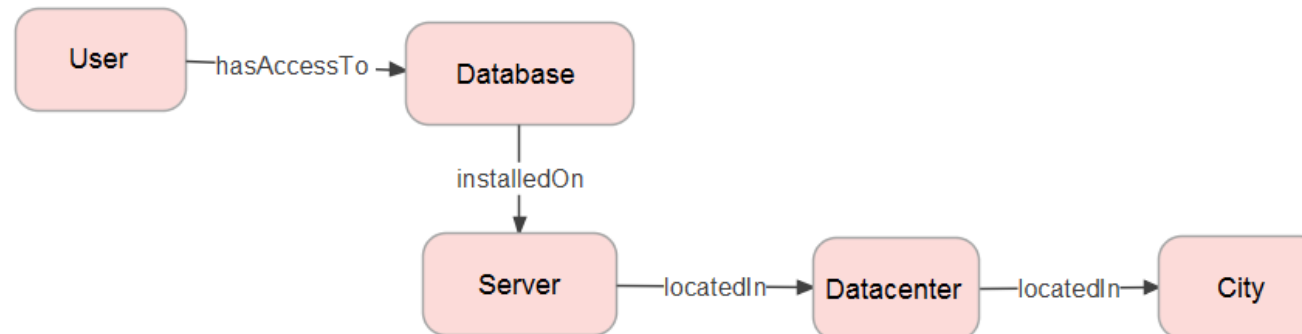 User
hasAccessTo
Database
installedOn
Server
locatedIn
Datacenter
locatedIn
City